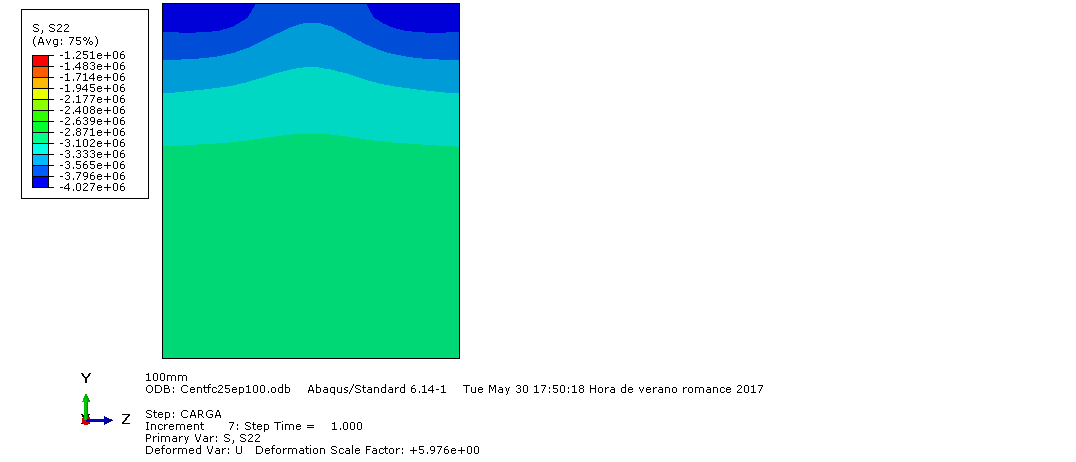 S, S22
(Avg: 75%)
-1.251e+06
-1.483e+06
-1.714e+06
-1.945e+06
-2.177e+06
-2.408e+06
-2.639e+06
-2.871e+06
-3.102e+06
-3.333e+06
-3.565e+06
-3.796e+06
-4.027e+06
Y
Z
100mm
ODB: Centfc25ep100.odb Abaqus/Standard 6.14-1 Tue May 30 17:50:18 Hora de verano romance 2017
Step: CARGA
Increment 7: Step Time = 1.000
Primary Var: S, S22
Deformed Var: U Deformation Scale Factor: +5.976e+00